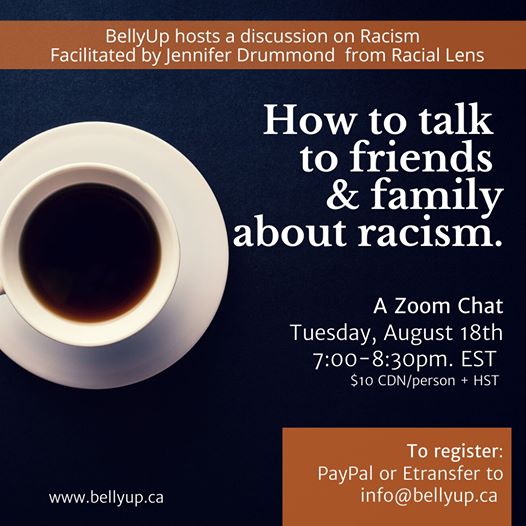 BellyUp hosts a discussion on Racism
Facilitated by Jennifer Drummond from Racial Lens
How to talk
to friends
& family
about racism.
A Zoom Chat
Tuesday, August 18th
7:00-8:30pm. EST
$10 CDN/person + HST
To register:
PayPal or Etransfer to
info@bellyup.ca
www.bellyup.ca